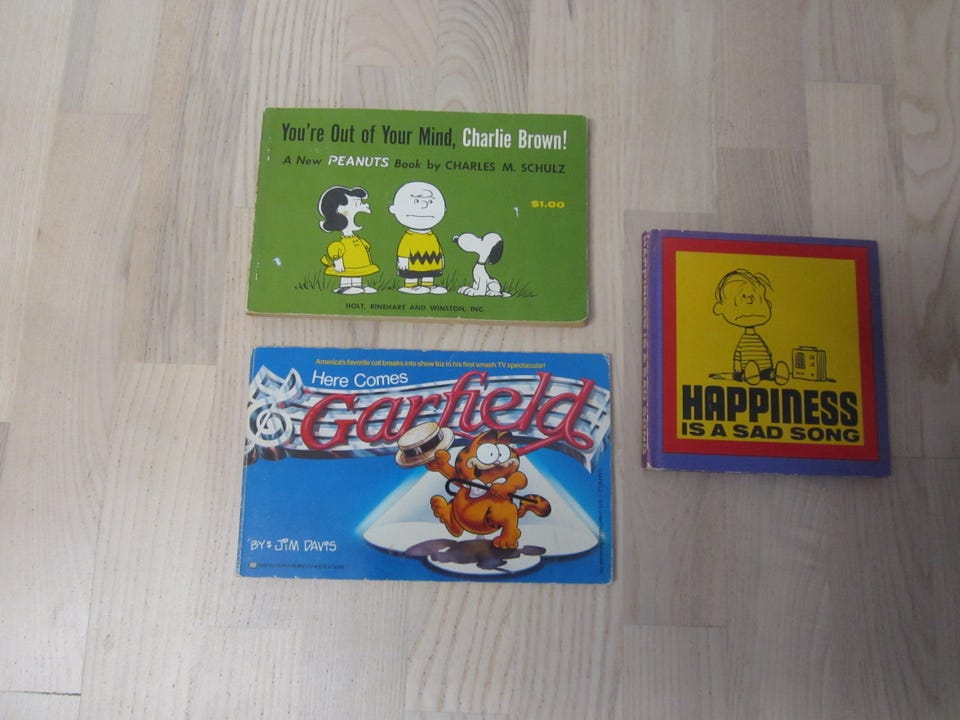 You're Out of Your Mind, Charlie Brown!
A New PEANUTS Book by CHARLES M. SCHULZ
$1.00
HOLT, RINEHART AND WINSTON, INC.
America's favorite cat breaks into show biz in his first smash TV spectacular!
Here Comes
Garfield
BY: JIM DAVIS
HAPPINESS
IS A SAD SONG